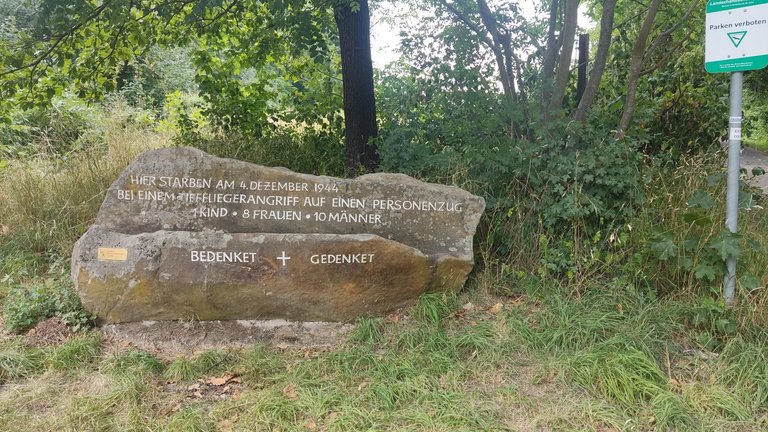 HIER STARBEN AM 4. DEZEMBER 1944
BEI EINEM TIEFFLIEGERANGRIFF AUF EINEN PERSONENZUG
1 KIND • 8 FRAUEN • 10 MÄNNER
BEDENKET + GEDENKET
Parken verboten